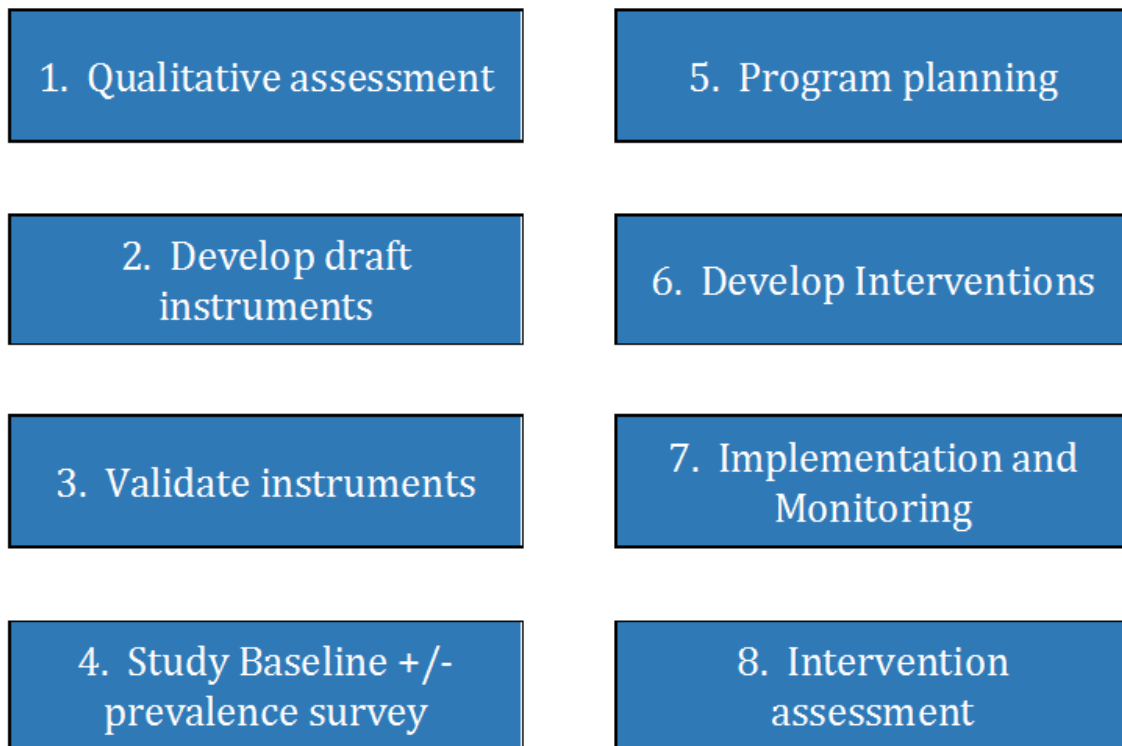 1. Qualitative assessment
2. Develop draft
instruments
3. Validate instruments
4. Study Baseline +/-
prevalence survey
5. Program planning
6. Develop Interventions
7. Implementation and
Monitoring
8. Intervention
assessment